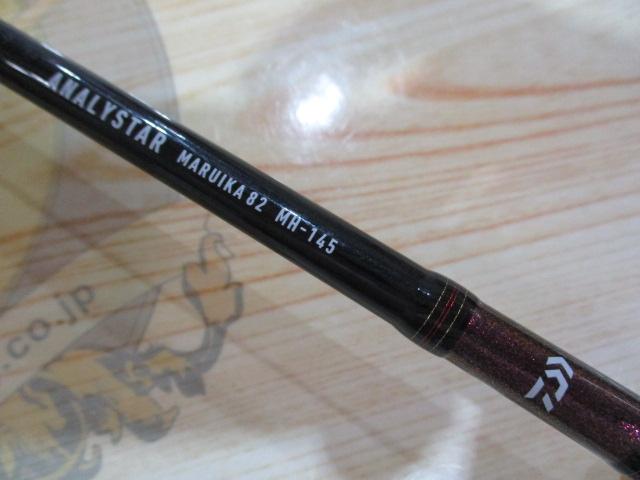 ANALYSTAR MARUIKA 82 MH-145
.co.jp